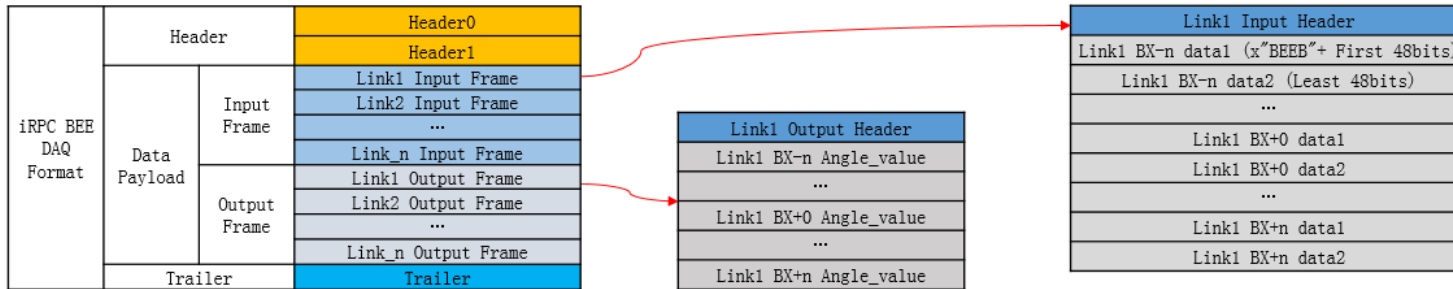 iRPC BEE
DAQ
Format
Header
Header0
Header1
Data
Payload
Input
Frame
Link1 Input Frame
Link2 Input Frame
…
Link_n Input Frame
Output
Frame
Link1 Output Frame
Link2 Output Frame
…
Link_n Output Frame
Trailer
Trailer
Link1 Output Header
Link1 BX-n Angle_value
…
Link1 BX+0 Angle_value
…
Link1 BX+n Angle_value
Link1 Input Header
Link1 BX-n data1 (x"BEEB"+ First 48bits)
Link1 BX-n data2 (Least 48bits)
…
Link1 BX+0 data1
Link1 BX+0 data2
…
Link1 BX+n data1
Link1 BX+n data2